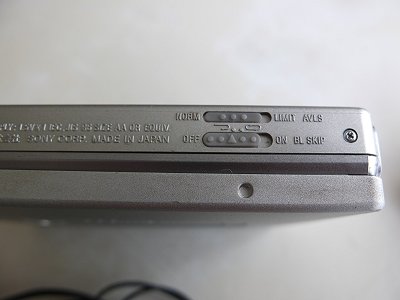 NORM LIMIT AVLS
SIZE AA OR EQUIV.
OFF ON BL SKIP
SONY CORP. MADE IN JAPAN